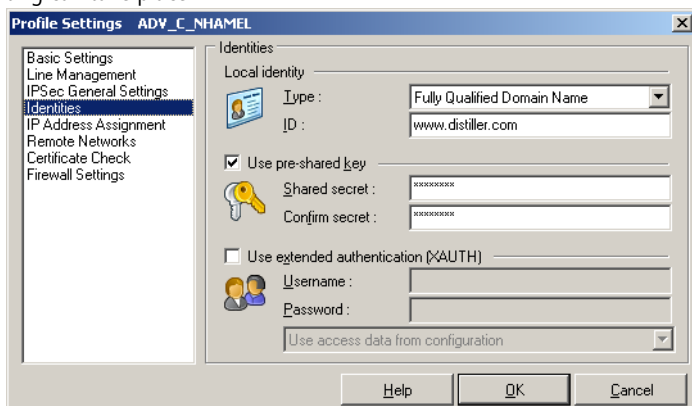 Profile Settings ADV_C_NHAMEL
Basic Settings
Line Management
IPSec General Settings
Identities
IP Address Assignment
Remote Networks
Certificate Check
Firewall Settings
Identities
Local identity
Type : Fully Qualified Domain Name
ID : www.distiller.com
Use pre-shared key
Shared secret : xxxxxxxx
Confirm secret : xxxxxxxx
Use extended authentication (XAUTH)
Username :
Password :
Use access data from configuration
Help OK Cancel